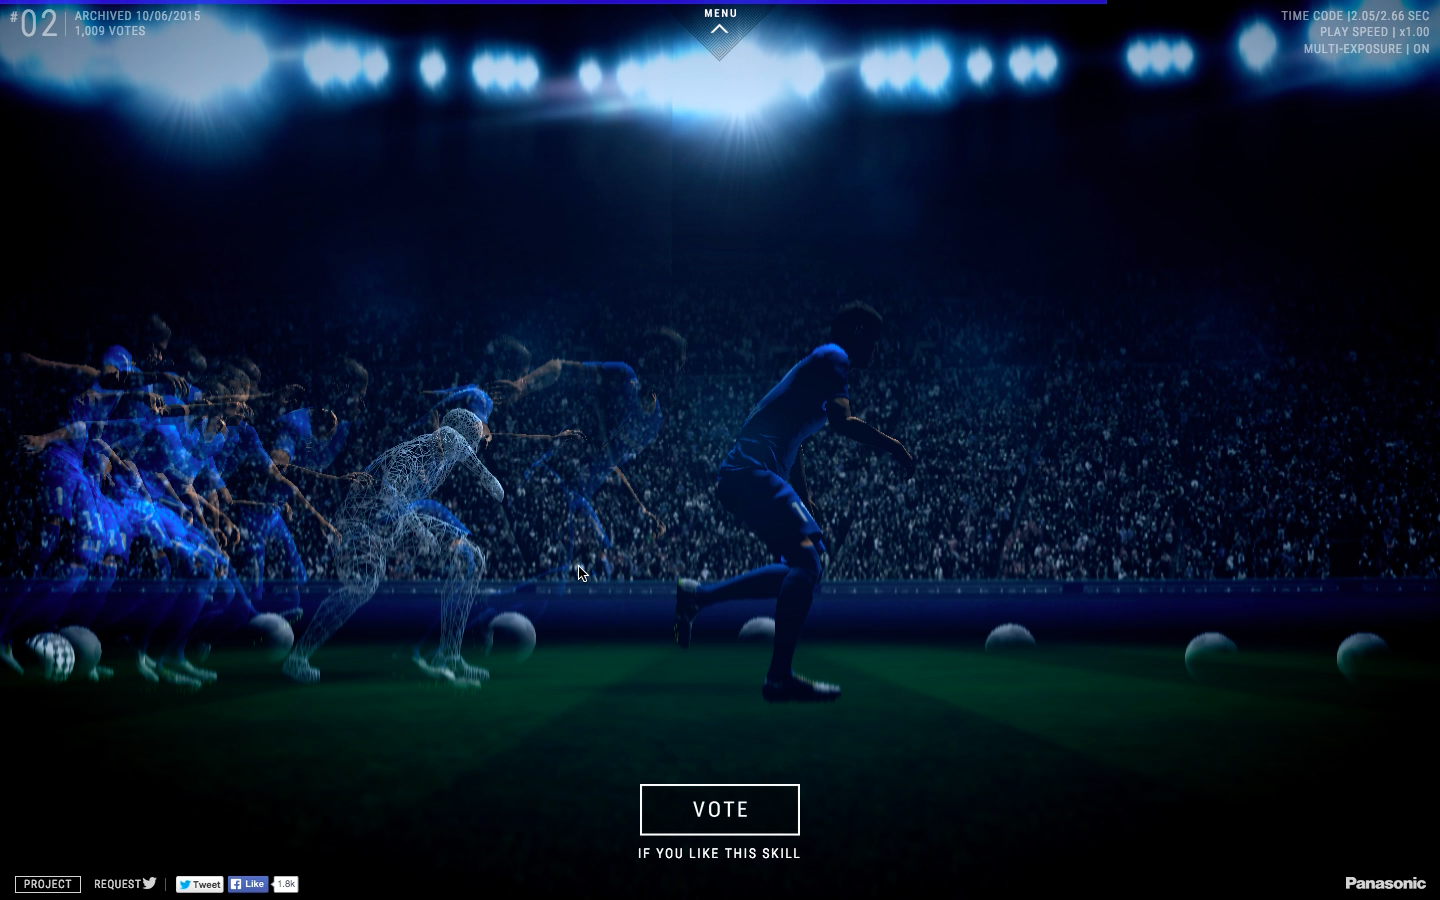 #02
ARCHIVED 10/06/2015
1,009 VOTES
MENU
TIME CODE |2.05/2.66 SEC
PLAY SPEED | x1.00
MULTI-EXPOSURE | ON
VOTE
IF YOU LIKE THIS SKILL
PROJECT
REQUEST
Tweet
Like
1.8k
Panasonic